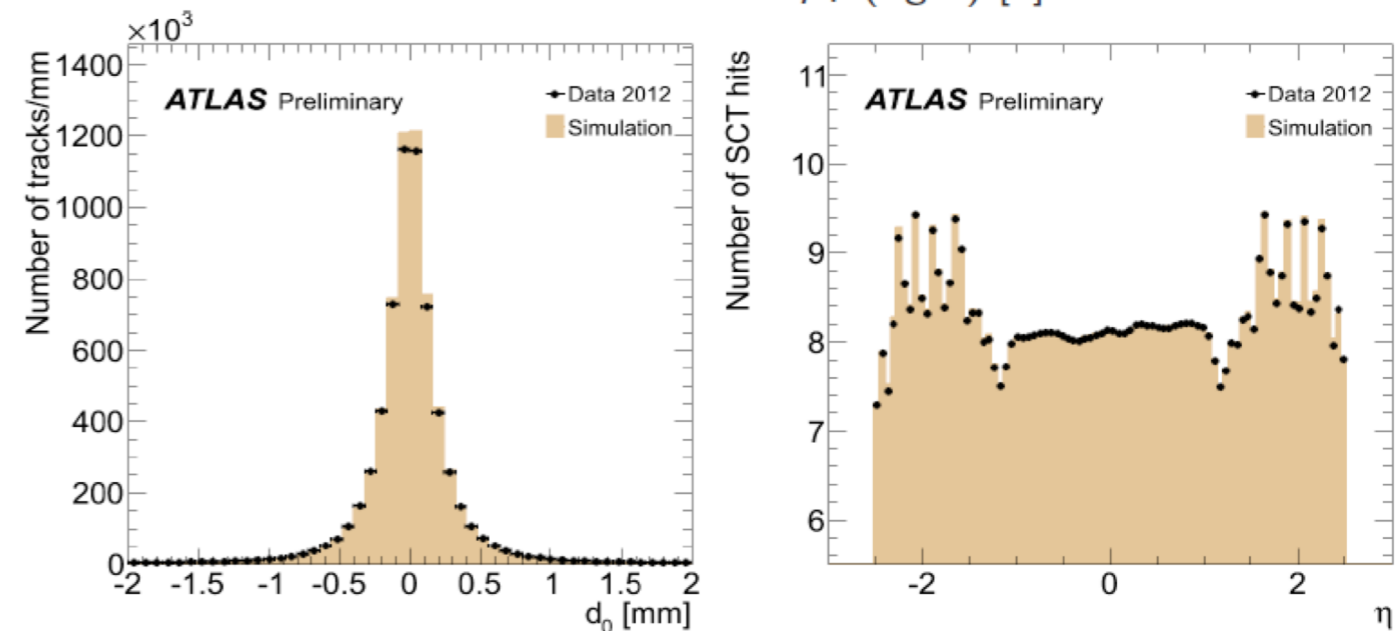 ×10³
Number of tracks/mm
1400
1200
1000
800
600
400
200
0
ATLAS Preliminary
Data 2012
Simulation
-2 -1.5 -1 -0.5 0 0.5 1 1.5 2
d₀ [mm]
Number of SCT hits
11
10
9
8
7
6
ATLAS Preliminary
Data 2012
Simulation
-2 0 2
η